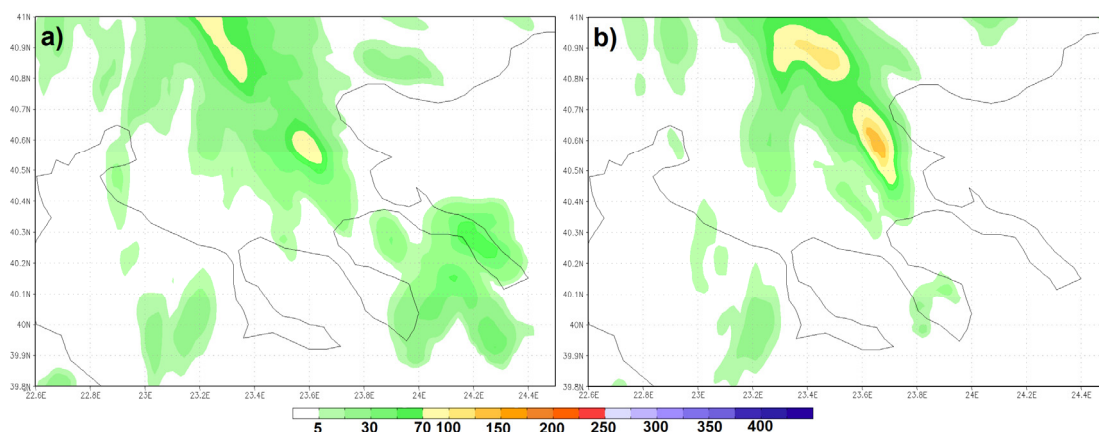 a)
41N
40.9N
40.8N
40.7N
40.6N
40.5N
40.4N
40.3N
40.2N
40.1N
40N
39.9N
39.8N
22.6E 22.8E 23E 23.2E 23.4E 23.6E 23.8E 24E 24.2E 24.4E
b)
41N
40.9N
40.8N
40.7N
40.6N
40.5N
40.4N
40.3N
40.2N
40.1N
40N
39.9N
39.8N
22.6E 22.8E 23E 23.2E 23.4E 23.6E 23.8E 24E 24.2E 24.4E
5 30 70 100 150 200 250 300 350 400